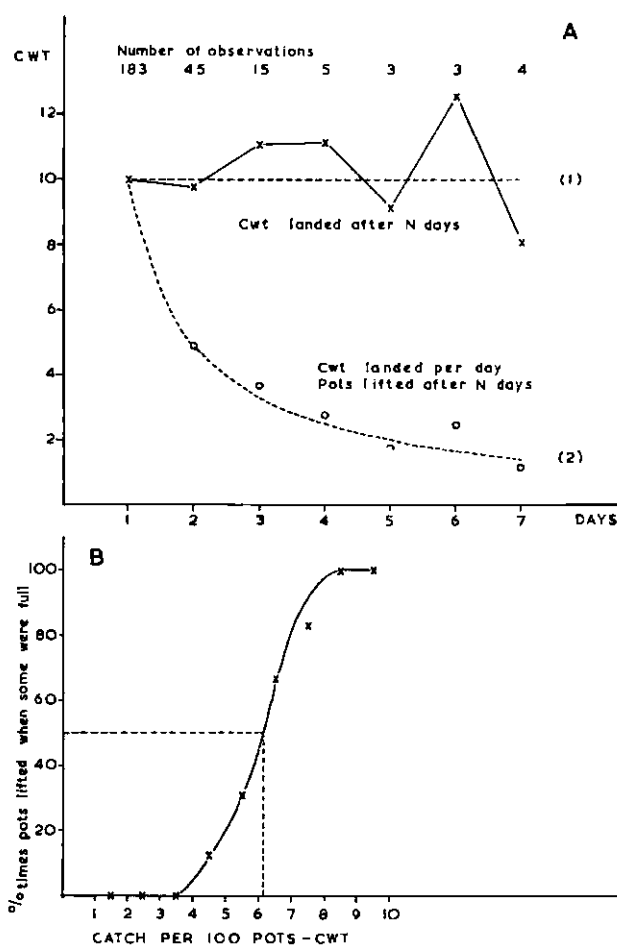 A
CWT
Number of observations
183 45 15 5 3 3 4
12
10
8
6
4
2
(1)
Cwt landed after N days
Cwt landed per day
Pots lifted after N days
(2)
1 2 3 4 5 6 7 DAYS
B
% times pots lifted when some were full
100
80
60
40
20
1 2 3 4 5 6 7 8 9 10
CATCH PER 100 POTS-CWT